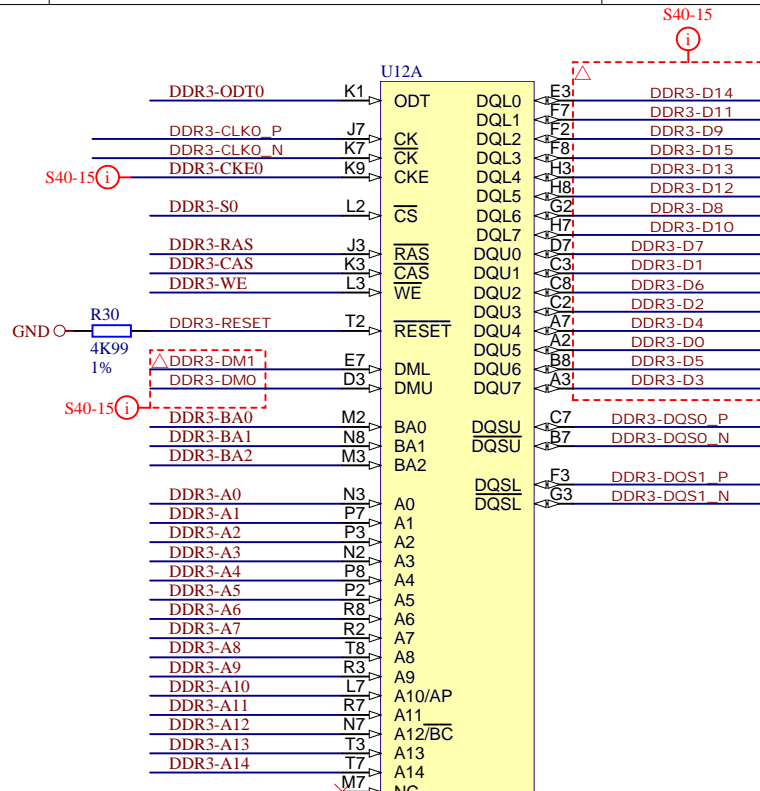 S40-15
i
U12A
DDR3-ODT0 K1 ODT DQL0 E3 DDR3-D14
DQL1 F7 DDR3-D11
DDR3-CLK0_P J7 CK DQL2 F2 DDR3-D9
DDR3-CLK0_N K7 CK DQL3 F8 DDR3-D15
S40-15 i DDR3-CKE0 K9 CKE DQL4 H3 DDR3-D13
DQL5 H8 DDR3-D12
DDR3-S0 L2 CS DQL6 G2 DDR3-D8
DQL7 H7 DDR3-D10
DDR3-RAS J3 RAS DQU0 D7 DDR3-D7
DDR3-CAS K3 CAS DQU1 C3 DDR3-D1
DDR3-WE L3 WE DQU2 C8 DDR3-D6
R30 DQU3 C2 DDR3-D2
GND DDR3-RESET T2 RESET DQU4 A7 DDR3-D4
4K99 DQU5 A2 DDR3-D0
1% DDR3-DM1 E7 DML DQU6 B8 DDR3-D5
DDR3-DM0 D3 DMU DQU7 A3 DDR3-D3
S40-15 i
DDR3-BA0 M2 BA0 DQSU C7 DDR3-DQS0_P
DDR3-BA1 N8 BA1 DQSU B7 DDR3-DQS0_N
DDR3-BA2 M3 BA2
DQSL F3 DDR3-DQS1_P
DDR3-A0 N3 A0 DQSL G3 DDR3-DQS1_N
DDR3-A1 P7 A1
DDR3-A2 P3 A2
DDR3-A3 N2 A3
DDR3-A4 P8 A4
DDR3-A5 P2 A5
DDR3-A6 R8 A6
DDR3-A7 R2 A7
DDR3-A8 T8 A8
DDR3-A9 R3 A9
DDR3-A10 L7 A10/AP
DDR3-A11 R7 A11
DDR3-A12 N7 A12/BC
DDR3-A13 T3 A13
DDR3-A14 T7 A14
M7 NC